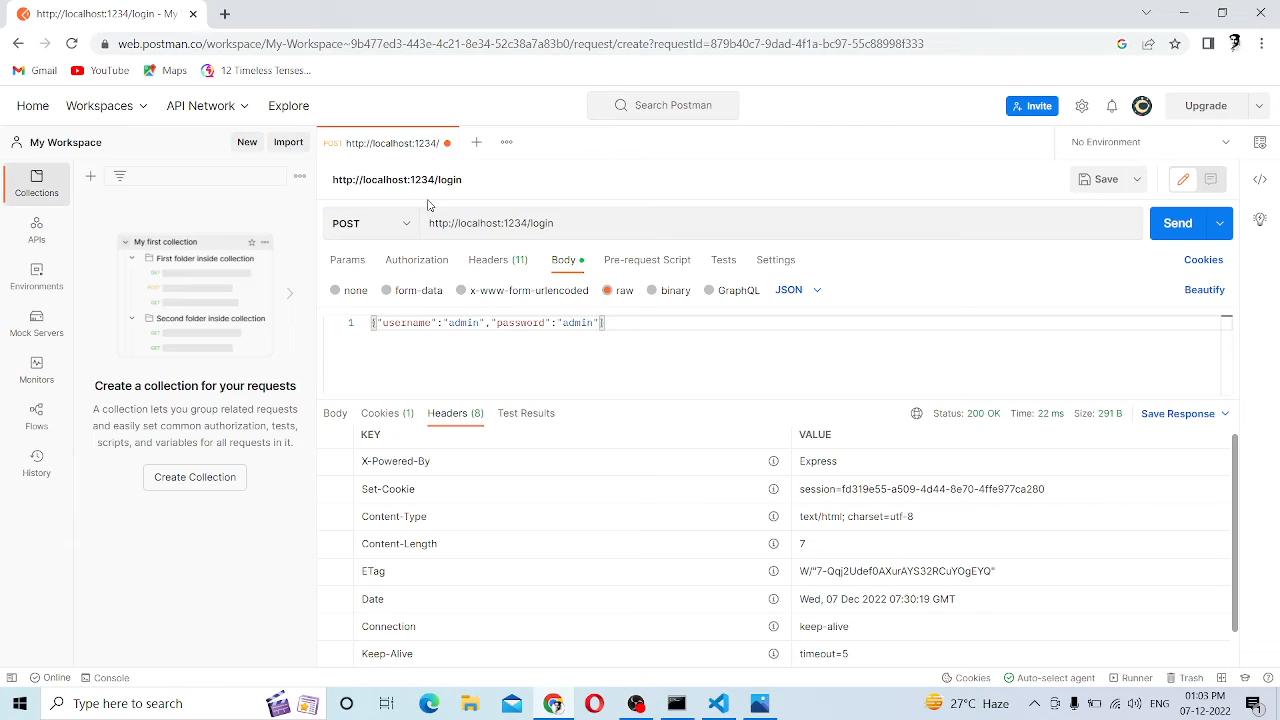 http://localhost:1234/login - My
web.postman.co/workspace/My-Workspace~9b477ed3-443e-4c21-8e34-52c38a7a83b0/request/create?requestId=879b40c7-9dad-4f1a-bc97-55c88998f333
Gmail YouTube Maps 12 Timeless Tenses...
Home Workspaces API Network Explore Search Postman Invite Upgrade
My Workspace New Import POST http://localhost:1234/ No Environment
Collections
APIs
Environments
Mock Servers
Monitors
Flows
History
My first collection
First folder inside collection
GET
POST
GET
Second folder inside collection
GET
GET
Create a collection for your requests
A collection lets you group related requests
and easily set common authorization, tests,
scripts, and variables for all requests in it.
Create Collection
http://localhost:1234/login Save
POST http://localhost:1234/login Send
Params Authorization Headers (11) Body Pre-request Script Tests Settings Cookies
none form-data x-www-form-urlencoded raw binary GraphQL JSON Beautify
1 {"username":"admin","password":"admin"}
Body Cookies (1) Headers (8) Test Results Status: 200 OK Time: 22 ms Size: 291 B Save Response
KEY VALUE
X-Powered-By Express
Set-Cookie session=fd319e55-a509-4d44-8e70-4ffe977ca280
Content-Type text/html; charset=utf-8
Content-Length 7
ETag W/"7-Qqj2Udef0AXurAYS32RCuYOgEYQ"
Date Wed, 07 Dec 2022 07:30:19 GMT
Connection keep-alive
Keep-Alive timeout=5
Online Console Cookies Auto-select agent Runner Trash
Type here to search 27°C Haze ENG 01:03 PM
07-12-2022